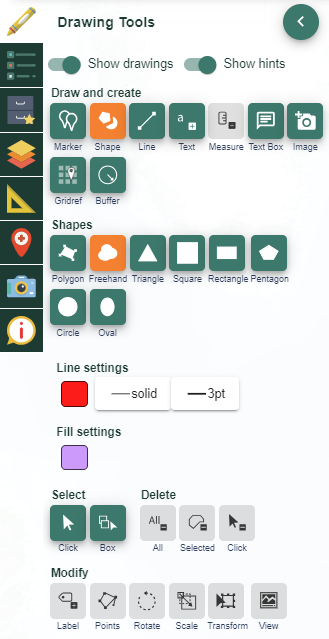 Drawing Tools
Show drawings Show hints
Draw and create
a
Marker Shape Line Text Measure Text Box Image
Gridref Buffer
Shapes
Polygon Freehand Triangle Square Rectangle Pentagon
Circle Oval
Line settings
solid 3pt
Fill settings
Select Delete
All
Click Box All Selected Click
Modify
Label Points Rotate Scale Transform View